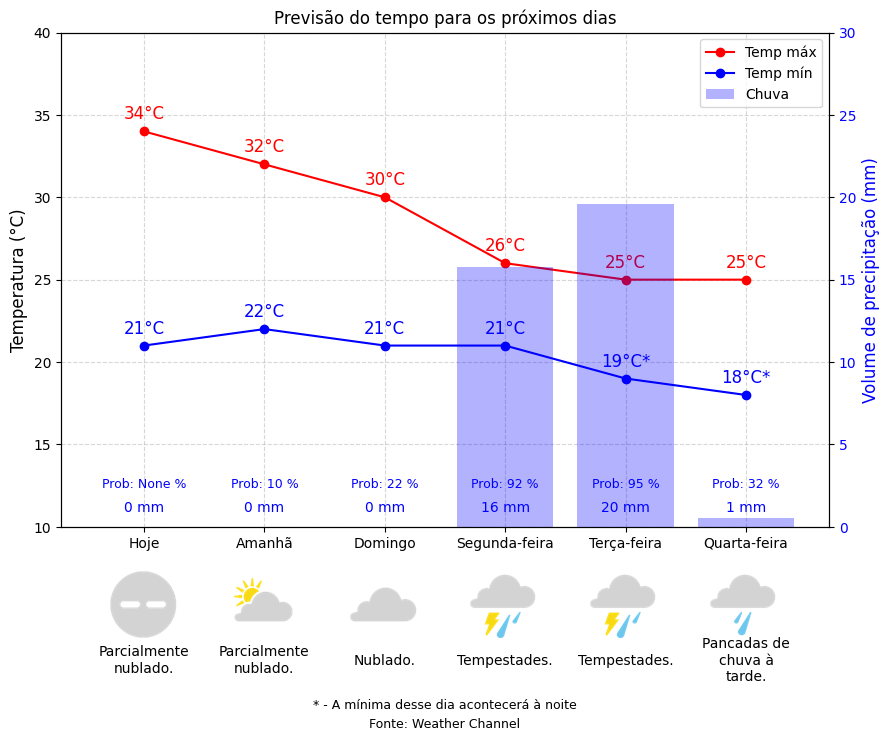 Previsão do tempo para os próximos dias
Temp máx
Temp mín
Chuva
Temperatura (°C)
Volume de precipitação (mm)
40
35
30
25
20
15
10
30
25
20
15
10
5
0
34°C
32°C
30°C
26°C
25°C
25°C
21°C
22°C
21°C
21°C
19°C*
18°C*
Prob: None %
Prob: 10 %
Prob: 22 %
Prob: 92 %
Prob: 95 %
Prob: 32 %
0 mm
0 mm
0 mm
16 mm
20 mm
1 mm
Hoje
Amanhã
Domingo
Segunda-feira
Terça-feira
Quarta-feira
Parcialmente
nublado.
Parcialmente
nublado.
Nublado.
Tempestades.
Tempestades.
Pancadas de
chuva à
tarde.
* - A mínima desse dia acontecerá à noite
Fonte: Weather Channel